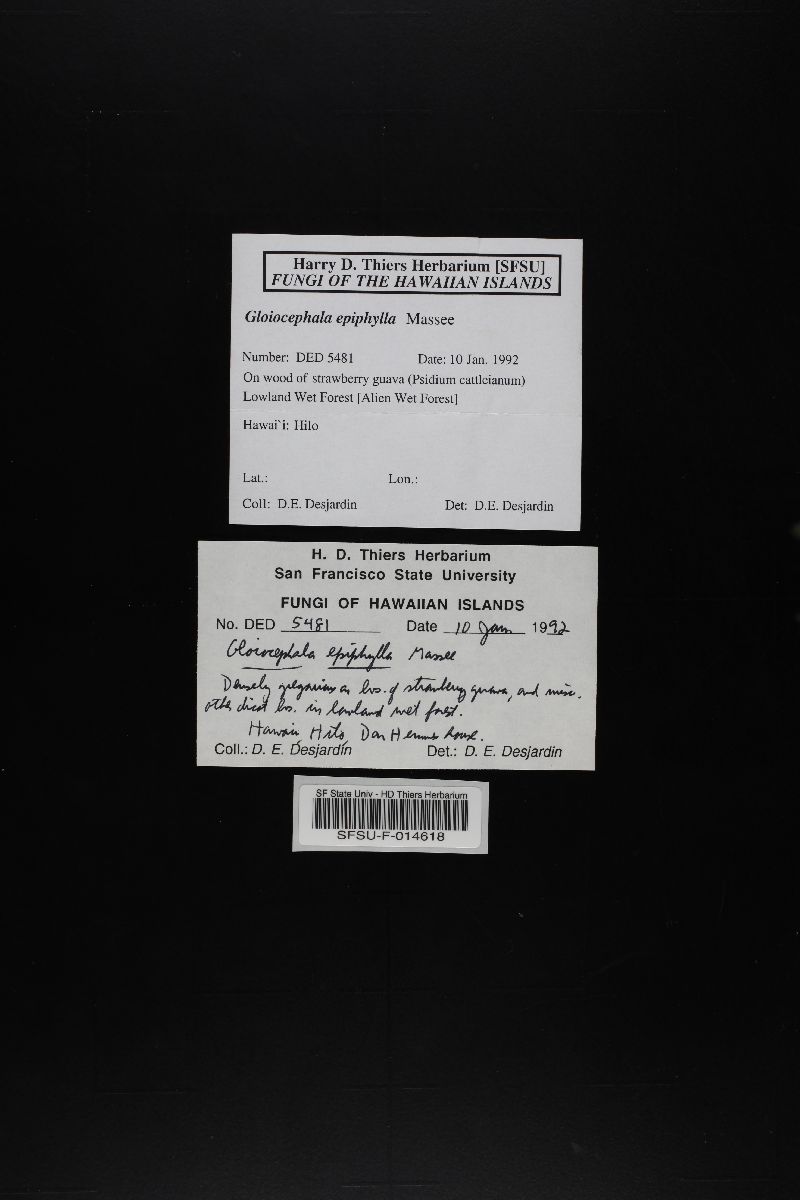 Harry D. Thiers Herbarium [SFSU]
FUNGI OF THE HAWAIIAN ISLANDS
Gloiocephala epiphylla Massee
Number: DED 5481 Date: 10 Jan. 1992
On wood of strawberry guava (Psidium cattleianum)
Lowland Wet Forest [Alien Wet Forest]
Hawai`i: Hilo
Lat.: Lon.:
Coll: D.E. Desjardin Det: D.E. Desjardin
H. D. Thiers Herbarium
San Francisco State University
FUNGI OF HAWAIIAN ISLANDS
No. DED 5481 Date 10 Jan 1992
Gloiocephala epiphylla Massee
Densely gregarious on lvs. of strawberry guava, and misc.
other dicot lvs. in lowland wet forest.
Hawaii, Hilo, Don Hemmes house.
Coll.: D. E. Desjardin Det.: D. E. Desjardin
SF State Univ - HD Thiers Herbarium
SFSU-F-014618